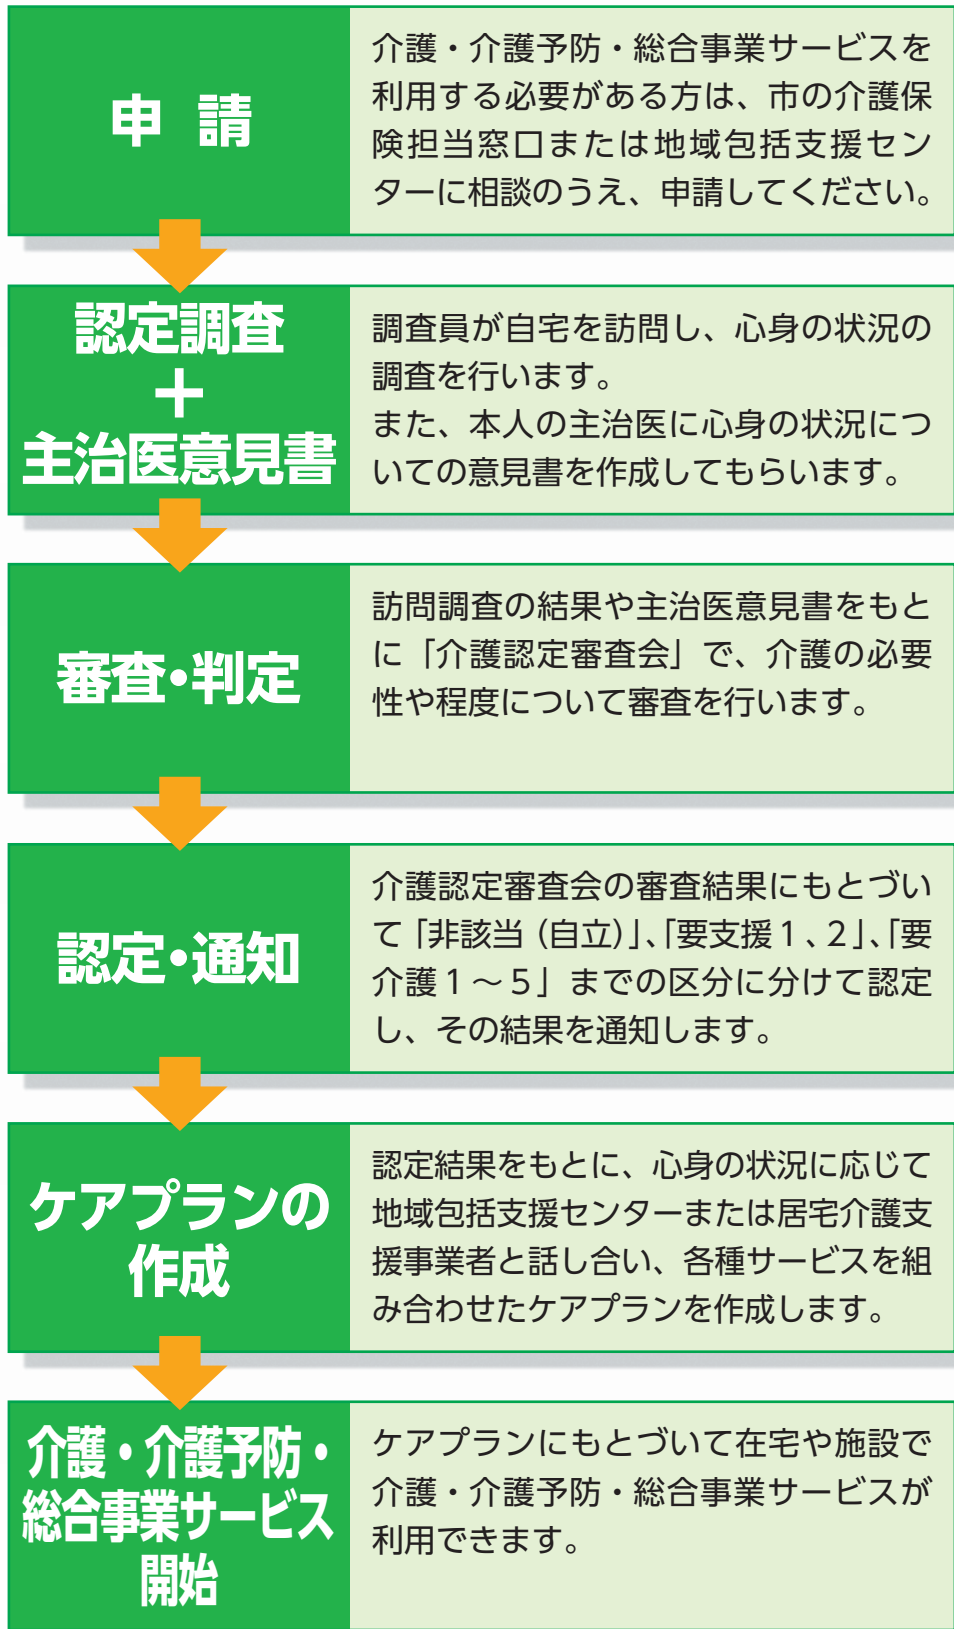 申 請
介護・介護予防・総合事業サービスを
利用する必要がある方は、市の介護保
険担当窓口または地域包括支援セン
ターに相談のうえ、申請してください。
認定調査
＋
主治医意見書
調査員が自宅を訪問し、心身の状況の
調査を行います。
また、本人の主治医に心身の状況につ
いての意見書を作成してもらいます。
審査・判定
訪問調査の結果や主治医意見書をもと
に「介護認定審査会」で、介護の必要
性や程度について審査を行います。
認定・通知
介護認定審査会の審査結果にもとづい
て「非該当（自立）」、「要支援１、２」、「要
介護１～５」までの区分に分けて認定
し、その結果を通知します。
ケアプランの
作成
認定結果をもとに、心身の状況に応じて
地域包括支援センターまたは居宅介護支
援事業者と話し合い、各種サービスを組
み合わせたケアプランを作成します。
介護・介護予防・
総合事業サービス
開始
ケアプランにもとづいて在宅や施設で
介護・介護予防・総合事業サービスが
利用できます。